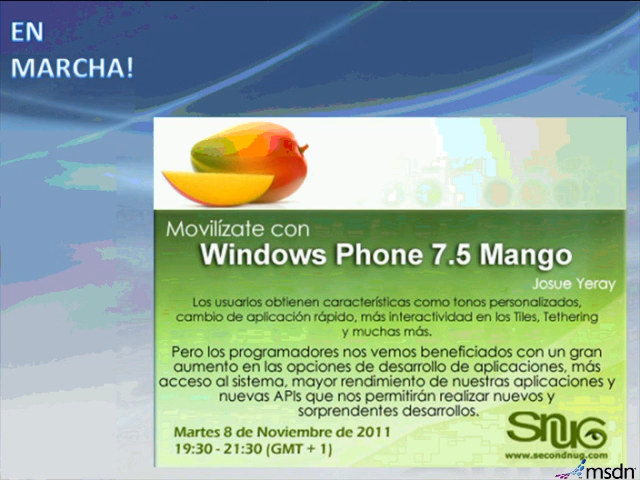 EN
MARCHA!
Movilízate con
Windows Phone 7.5 Mango
Josue Yeray
Los usuarios obtienen características como tonos personalizados,
cambio de aplicación rápido, más interactividad en los Tiles, Tethering
y muchas más.
Pero los programadores nos vemos beneficiados con un gran
aumento en las opciones de desarrollo de aplicaciones, más
acceso al sistema, mayor rendimiento de nuestras aplicaciones y
nuevas APIs que nos permitirán realizar nuevos y
sorprendentes desarrollos.
Martes 8 de Noviembre de 2011
19:30 - 21:30 (GMT + 1)
SNUG
www.secondnug.com
msdn